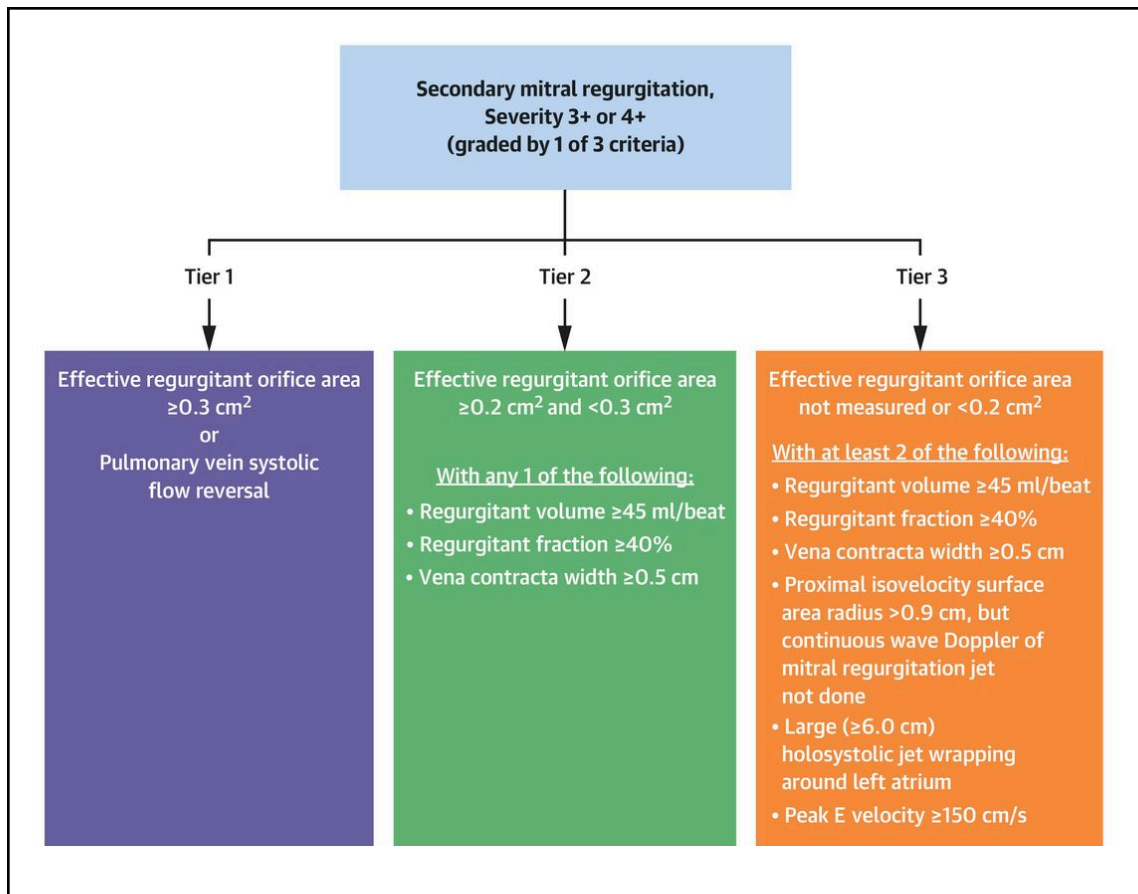 Secondary mitral regurgitation,
Severity 3+ or 4+
(graded by 1 of 3 criteria)
Tier 1
Tier 2
Tier 3
Effective regurgitant orifice area
≥0.3 cm²
or
Pulmonary vein systolic
flow reversal
Effective regurgitant orifice area
≥0.2 cm² and <0.3 cm²
With any 1 of the following:
• Regurgitant volume ≥45 ml/beat
• Regurgitant fraction ≥40%
• Vena contracta width ≥0.5 cm
Effective regurgitant orifice area
not measured or <0.2 cm²
With at least 2 of the following:
• Regurgitant volume ≥45 ml/beat
• Regurgitant fraction ≥40%
• Vena contracta width ≥0.5 cm
• Proximal isovelocity surface
area radius >0.9 cm, but
continuous wave Doppler of
mitral regurgitation jet
not done
• Large (≥6.0 cm)
holosystolic jet wrapping
around left atrium
• Peak E velocity ≥150 cm/s